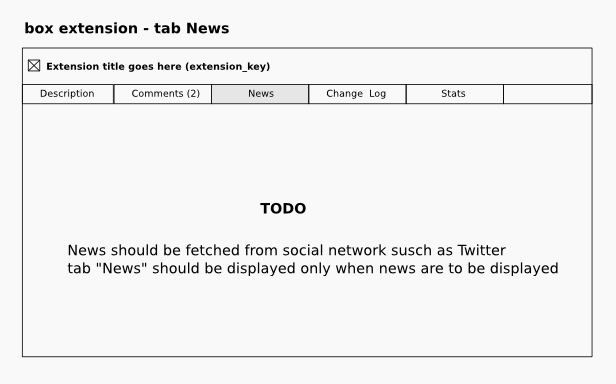 box extension - tab News
Extension title goes here (extension_key)
Description Comments (2) News Change Log Stats
TODO
News should be fetched from social network susch as Twitter
tab "News" should be displayed only when news are to be displayed